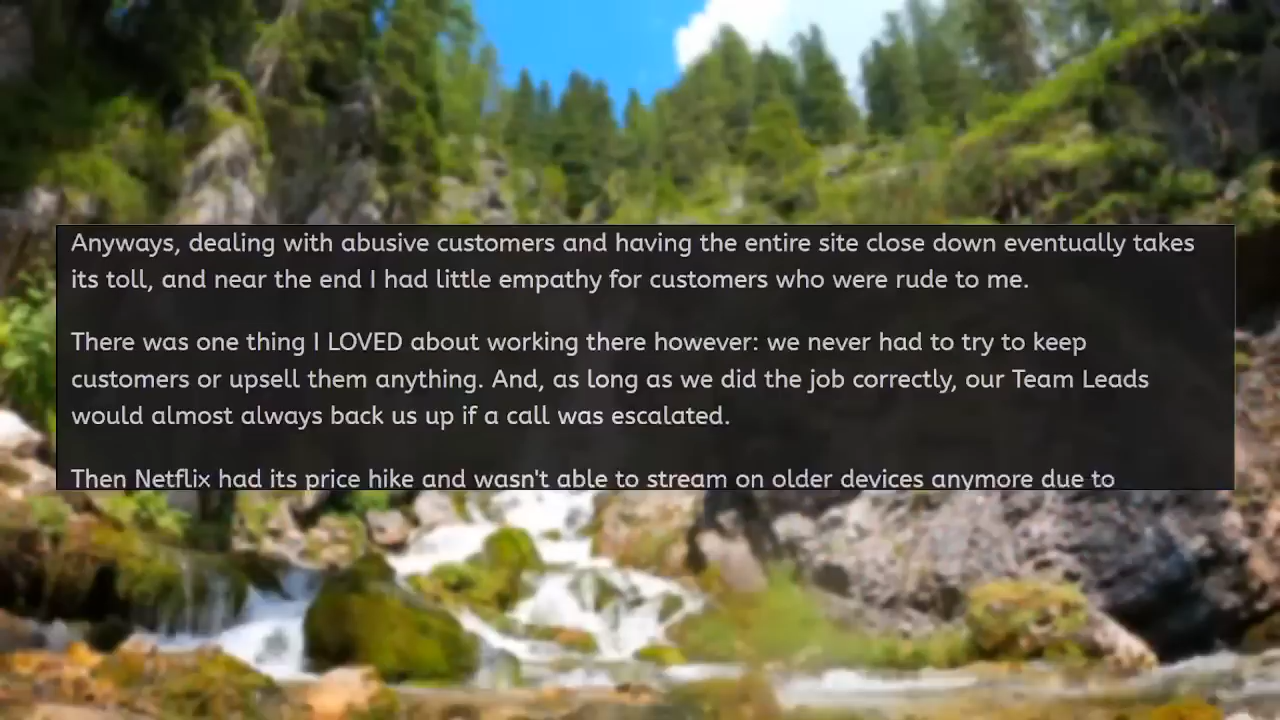 Anyways, dealing with abusive customers and having the entire site close down eventually takes
its toll, and near the end I had little empathy for customers who were rude to me.
There was one thing I LOVED about working there however: we never had to try to keep
customers or upsell them anything. And, as long as we did the job correctly, our Team Leads
would almost always back us up if a call was escalated.
Then Netflix had its price hike and wasn't able to stream on older devices anymore due to